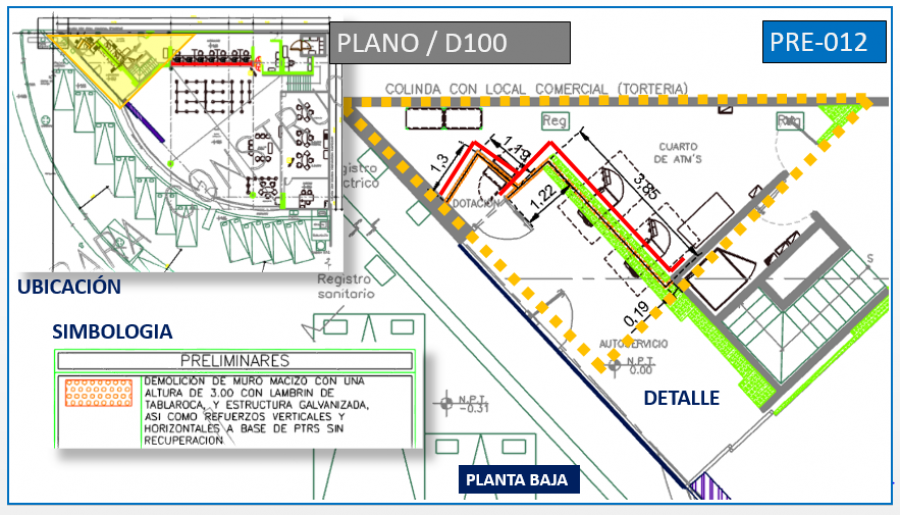 PLANO / D100
PRE-012
COLINDA CON LOCAL COMERCIAL (TORTERIA)
Reg
Reg
CUARTO
DE ATM'S
1.3
1.19
3.85
1.22
DOTACION
Registro
sanitario
0.19
AUTOSERVICIO
N.P.T.
0.00
S
UBICACIÓN
SIMBOLOGIA
PRELIMINARES
DEMOLICIÓN DE MURO MACIZO CON UNA
ALTURA DE 3.00 CON LAMBRIN DE
TABLAROCA, Y ESTRUCTURA GALVANIZADA,
ASI COMO REFUERZOS VERTICALES Y
HORIZONTALES A BASE DE PTRS SIN
RECUPERACION
N.P.T.
-0.31
DETALLE
PLANTA BAJA